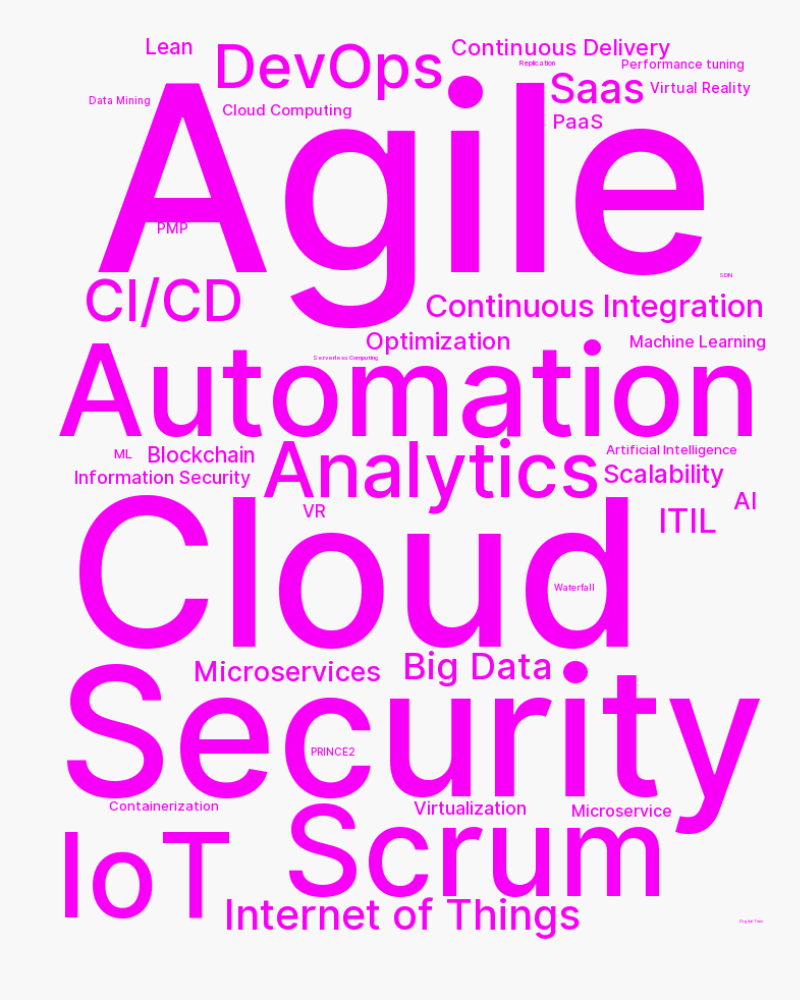 Lean
DevOps
Continuous Delivery
Replication
Performance tuning
Data Mining
Cloud Computing
Saas
Virtual Reality
PaaS
Agile
PMP
SDN
CI/CD
Continuous Integration
Optimization
Machine Learning
Serverless Computing
Automation
ML
Blockchain
Analytics
Artificial Intelligence
Information Security
Scalability
VR
AI
ITIL
Cloud
Waterfall
Microservices
Big Data
Security
PRINCE2
Containerization
Virtualization
Microservice
IoT
Scrum
Internet of Things